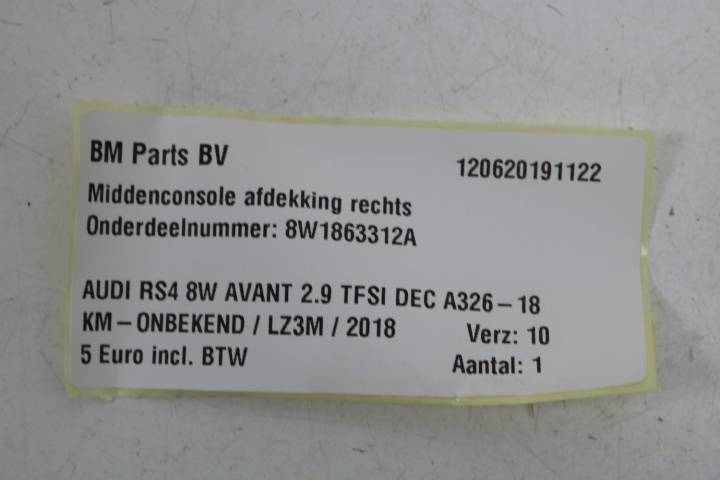 BM Parts BV 120620191122
Middenconsole afdekking rechts
Onderdeelnummer: 8W1863312A
AUDI RS4 8W AVANT 2.9 TFSI DEC A326-18
KM-ONBEKEND / LZ3M / 2018 Verz: 10
5 Euro incl. BTW Aantal: 1